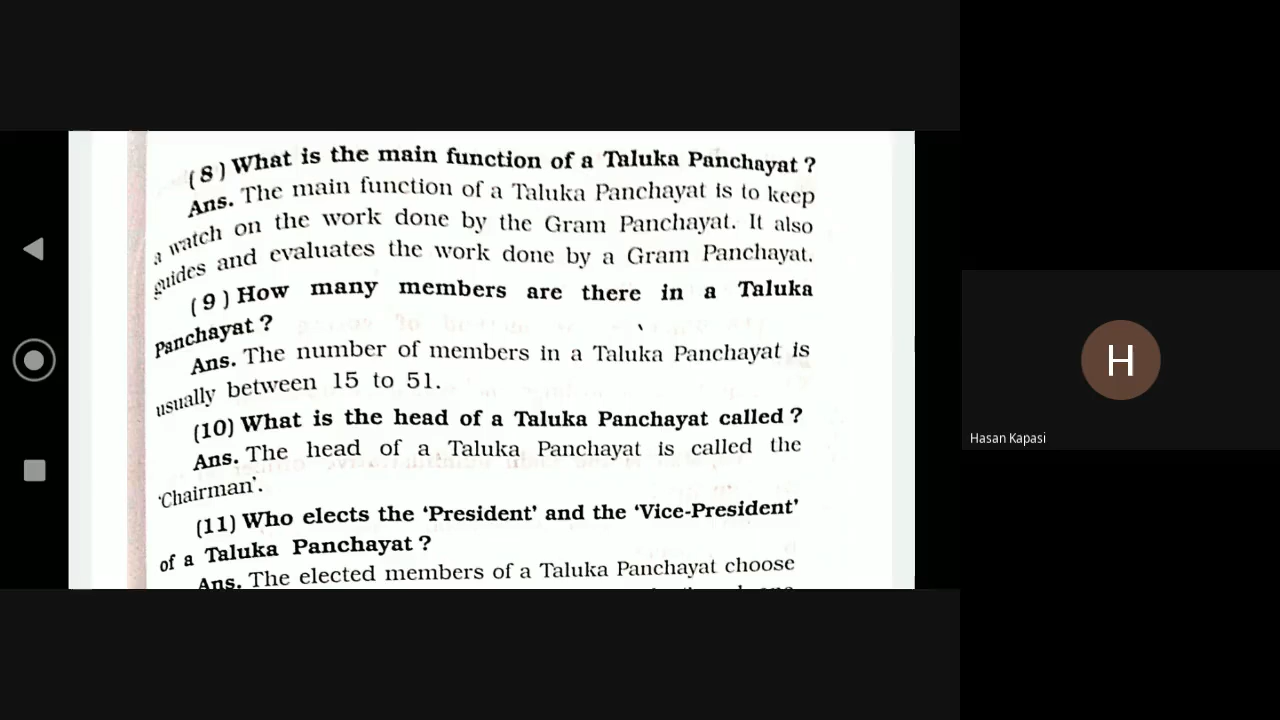 (8) What is the main function of a Taluka Panchayat ?
Ans. The main function of a Taluka Panchayat is to keep
a watch on the work done by the Gram Panchayat. It also
guides and evaluates the work done by a Gram Panchayat.
(9) How many members are there in a Taluka
Panchayat ?
Ans. The number of members in a Taluka Panchayat is
usually between 15 to 51.
(10) What is the head of a Taluka Panchayat called ?
Ans. The head of a Taluka Panchayat is called the
'Chairman'.
(11) Who elects the 'President' and the 'Vice-President'
of a Taluka Panchayat ?
Ans. The elected members of a Taluka Panchayat choose
H
Hasan Kapasi